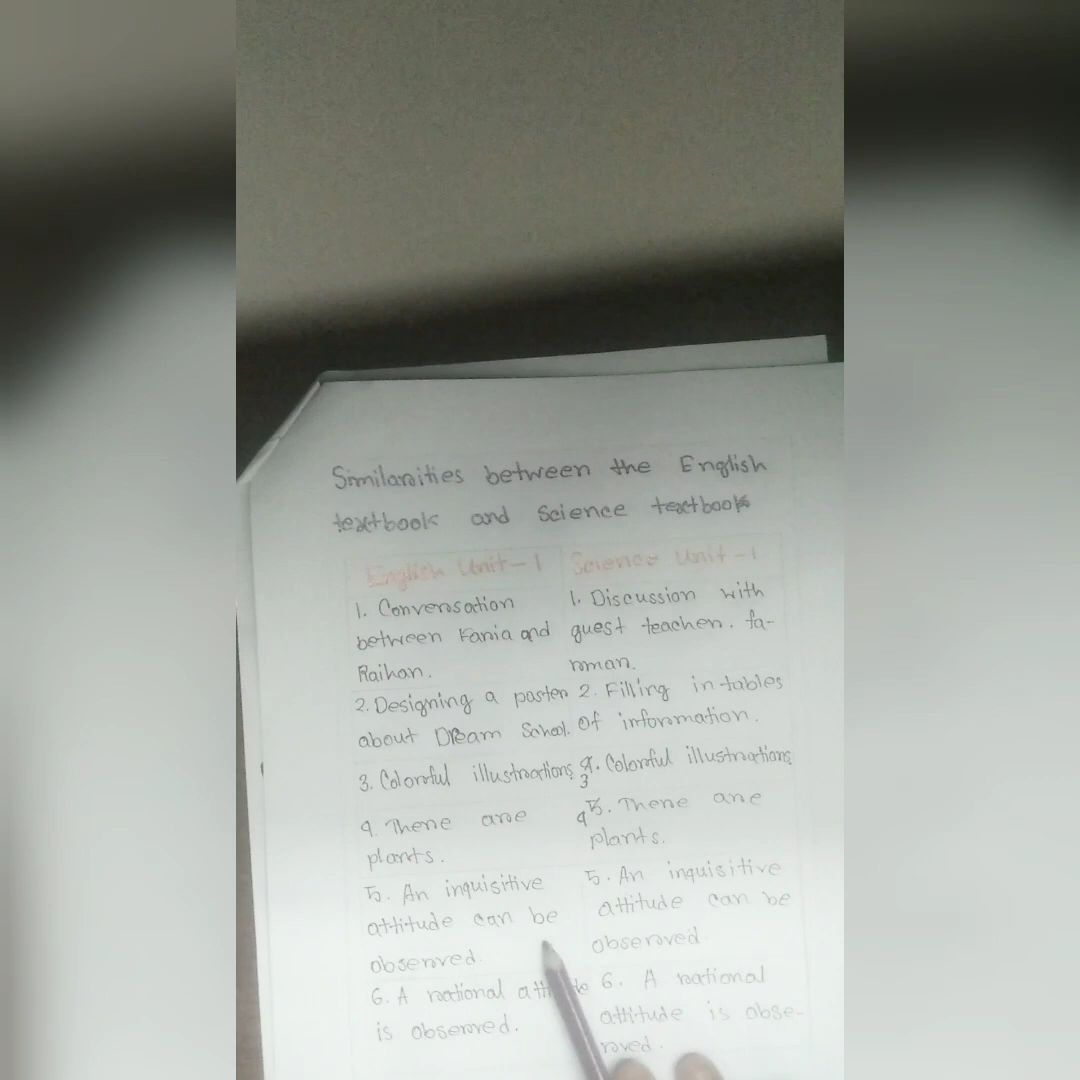 Similarities between the English
textbook and Science textbook
English Unit-1
Science Unit-1
1. Conversation
between Fania and
Raihan.
1. Discussion with
guest teacher. fa-
rman.
2. Designing a poster
about Dream School.
2. Filling in tables
of information.
3. Colorful illustrations
3. Colorful illustrations
4. There are
plants.
4 5. There are
plants.
5. An inquisitive
attitude can be
observed.
5. An inquisitive
attitude can be
observed
6. A rational
is observed.
6. A rational
attitude is obse-
rved.